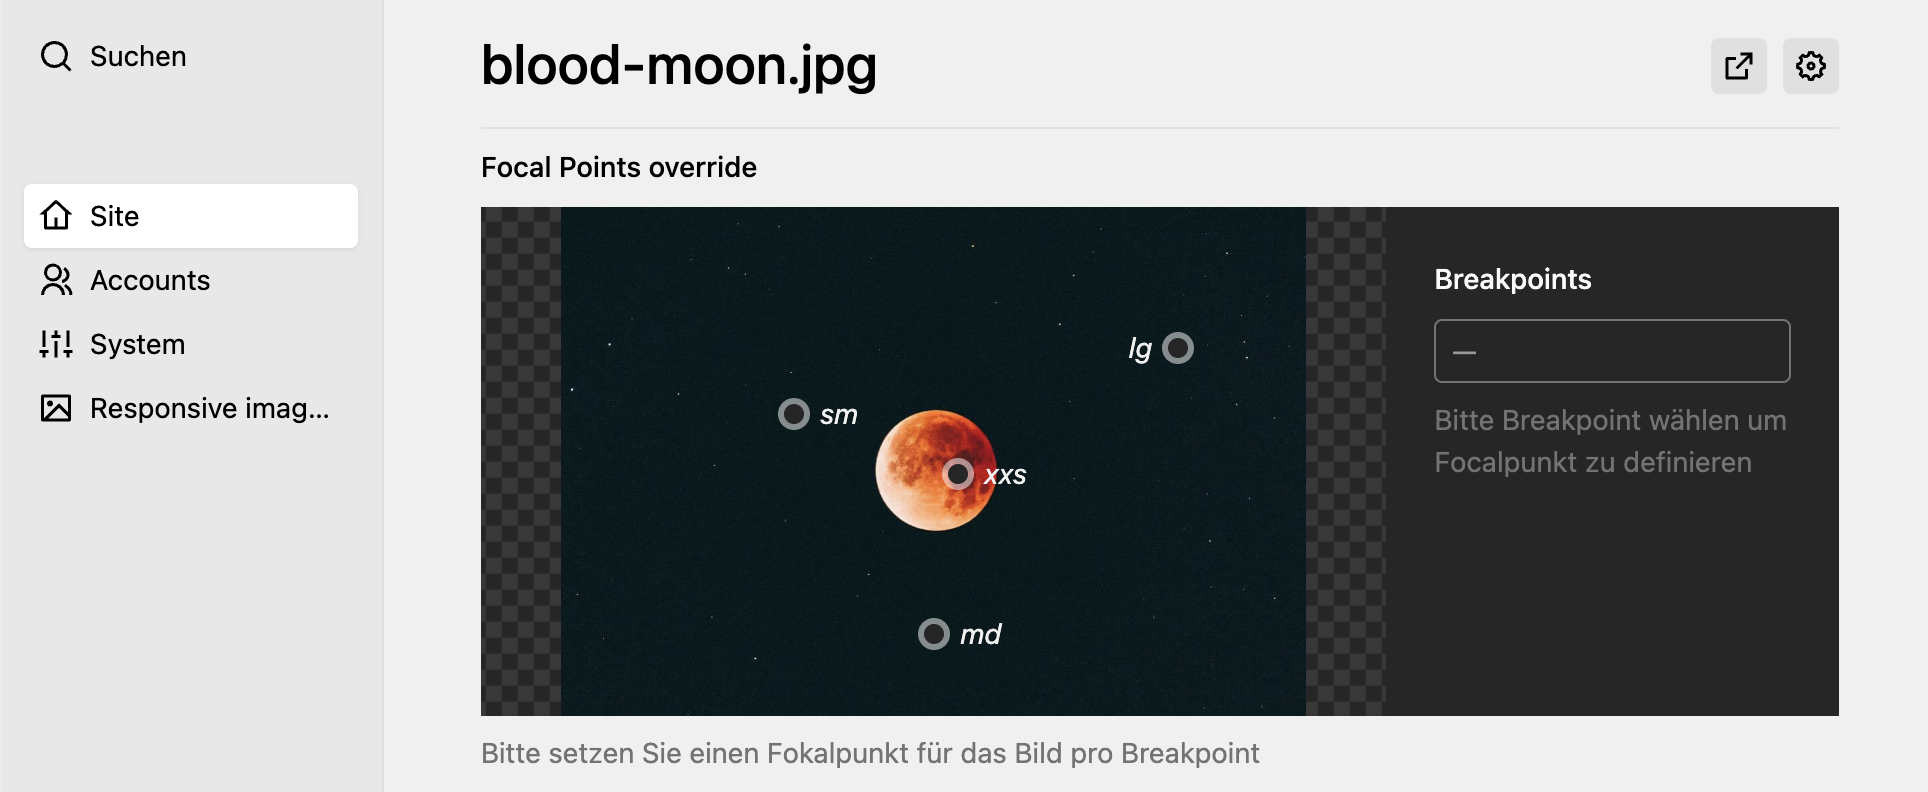 Suchen
Site
Accounts
System
Responsive imag...
blood-moon.jpg
Focal Points override
lg
sm
xxs
md
Breakpoints
—
Bitte Breakpoint wählen um
Focalpunkt zu definieren
Bitte setzen Sie einen Fokalpunkt für das Bild pro Breakpoint